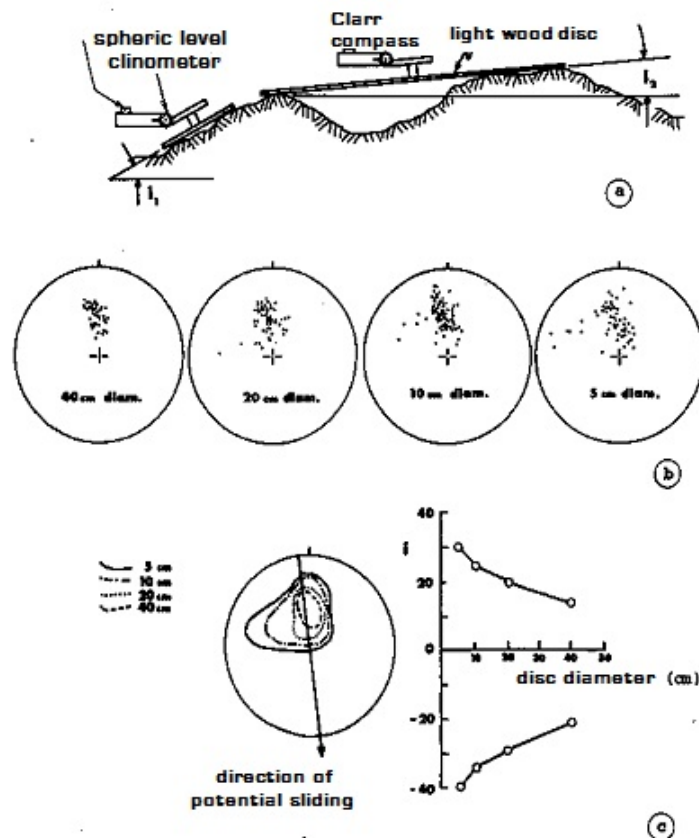 spheric level
clinometer
Clarr
compass
light wood disc
i₁
i₂
a
40 cm diam.
20 cm diam.
10 cm diam.
5 cm diam.
b
5 cm
10 cm
20 cm
40 cm
direction of
potential sliding
40
i
20
0
10 20 30 40 50
disc diameter (cm)
-20
-40
c